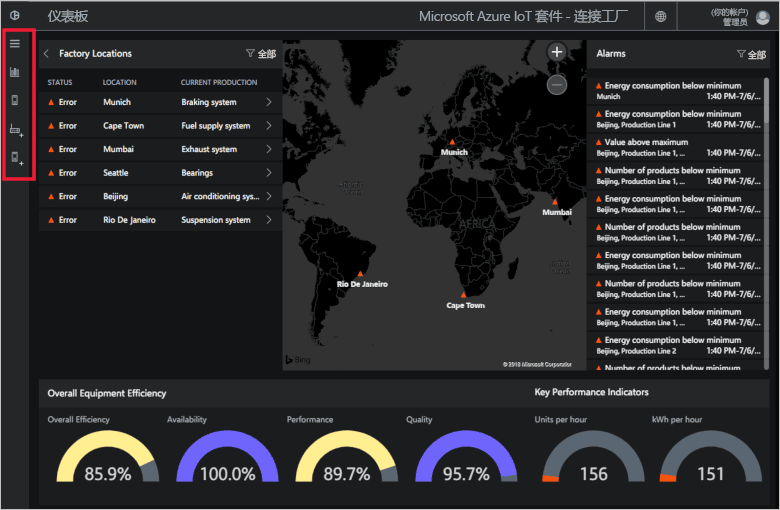 仪表板
Microsoft Azure IoT 套件 - 连接工厂
(你的帐户)
管理员
Factory Locations
全部
STATUS LOCATION CURRENT PRODUCTION
Error Munich Braking system
Error Cape Town Fuel supply system
Error Mumbai Exhaust system
Error Seattle Bearings
Error Beijing Air conditioning sys...
Error Rio De Janeiro Suspension system
Munich
Mumbai
AFRICA
Rio De Janeiro
Cape Town
Bing
© 2018 Microsoft Corporation
Alarms
全部
Energy consumption below minimum
Munich 1:40 PM-7/6/...
Energy consumption below minimum
Beijing, Production Line 1 1:40 PM-7/6/...
Value above maximum
Beijing, Production Line 1, ... 1:40 PM-7/6/...
Number of products below minimum
Beijing, Production Line 1, ... 1:40 PM-7/6/...
Energy consumption below minimum
Beijing, Production Line 1, ... 1:40 PM-7/6/...
Number of products below minimum
Beijing, Production Line 1, ... 1:40 PM-7/6/...
Energy consumption below minimum
Beijing, Production Line 1, ... 1:40 PM-7/6/...
Number of products below minimum
Beijing, Production Line 1, ... 1:40 PM-7/6/...
Energy consumption below minimum
Beijing, Production Line 1, ... 1:40 PM-7/6/...
Energy consumption below minimum
Beijing, Production Line 2 1:40 PM-7/6/...
Number of products below minimum
Overall Equipment Efficiency
Key Performance Indicators
Overall Efficiency Availability Performance Quality Units per hour kWh per hour
85.9% 100.0% 89.7% 95.7% 156 151